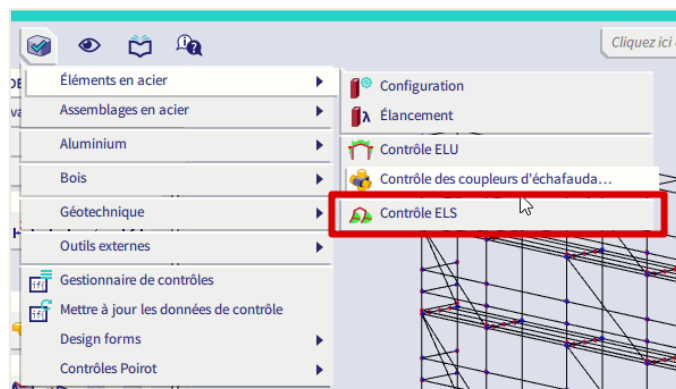 Cliquez ici
Éléments en acier
Configuration
Assemblages en acier
λ Élancement
Aluminium
Contrôle ELU
Bois
Contrôle des coupleurs d'échafauda...
Géotechnique
Contrôle ELS
Outils externes
Gestionnaire de contrôles
Mettre à jour les données de contrôle
Design forms
Contrôles Poirot